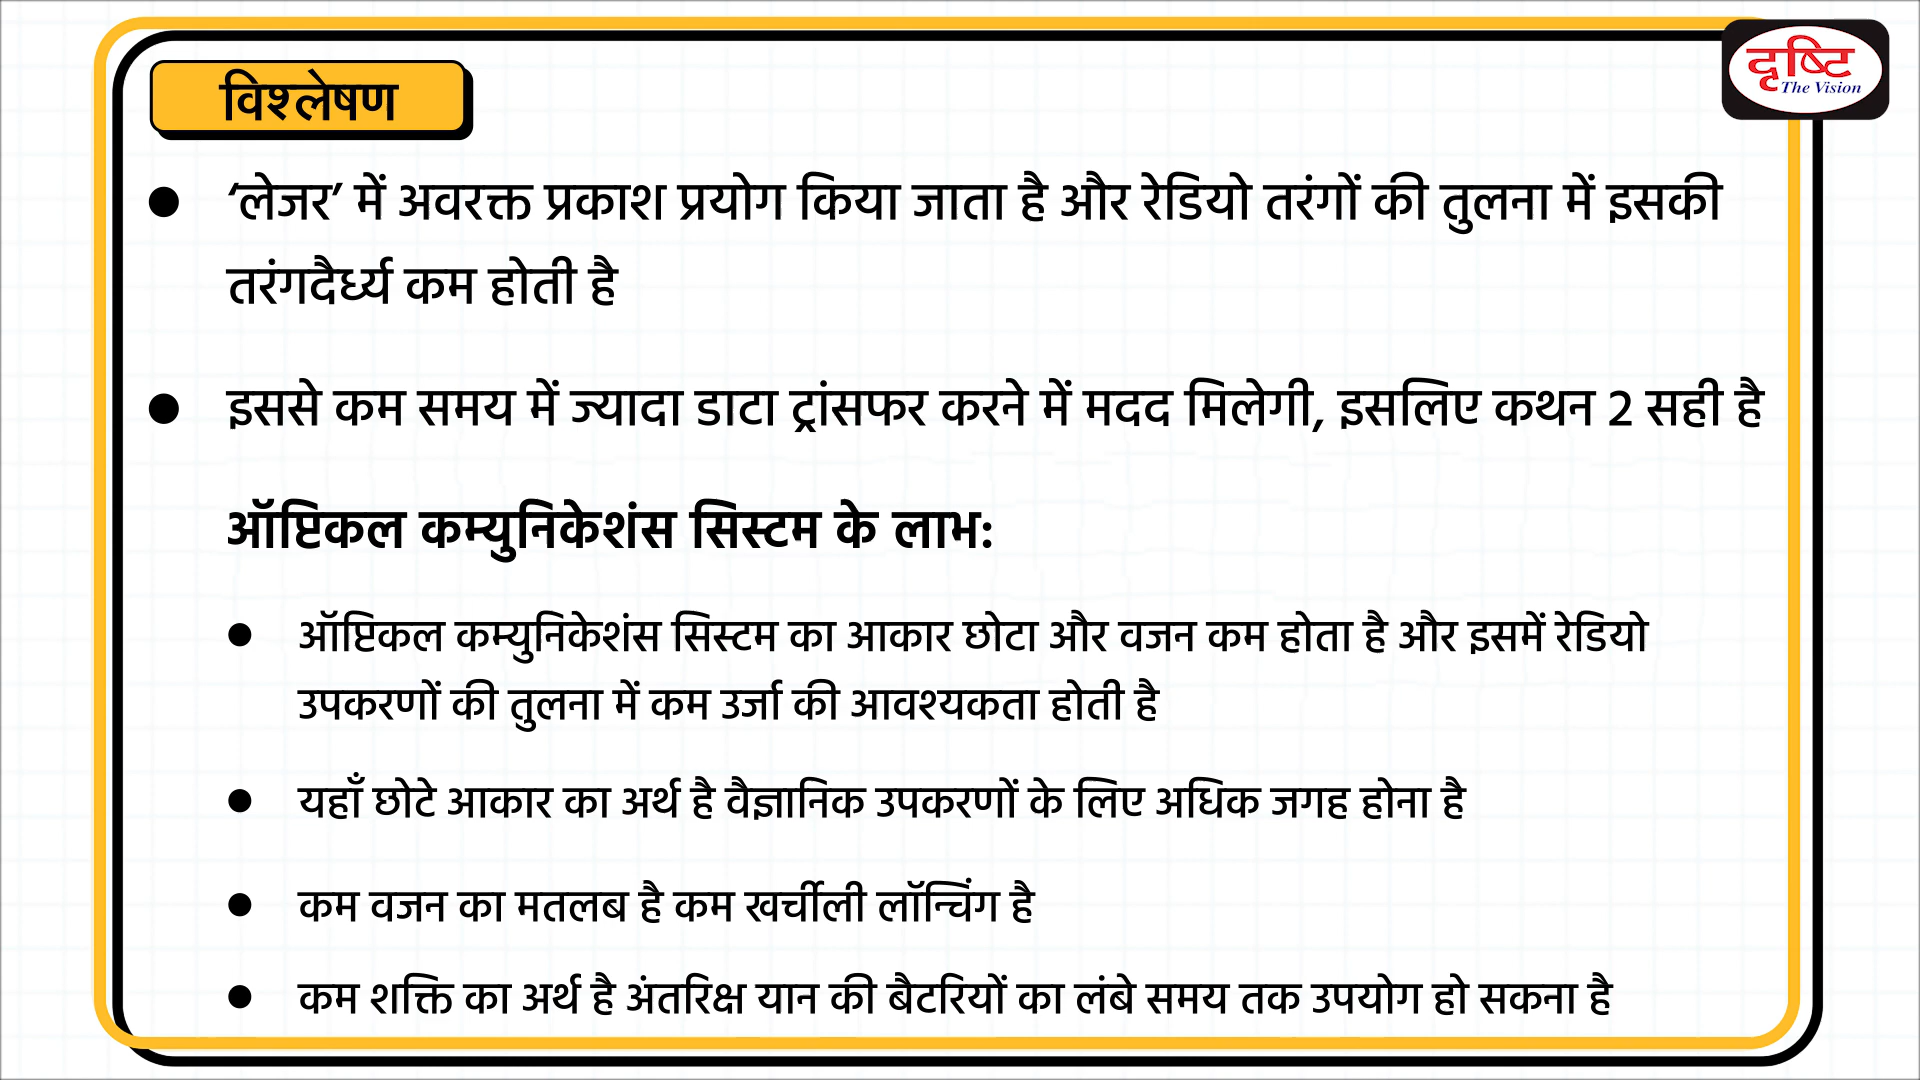 दृष्टि
The Vision
विश्लेषण
● ‘लेजर’ में अवरक्त प्रकाश प्रयोग किया जाता है और रेडियो तरंगों की तुलना में इसकी
तरंगदैर्ध्य कम होती है
● इससे कम समय में ज्यादा डाटा ट्रांसफर करने में मदद मिलेगी, इसलिए कथन 2 सही है
ऑप्टिकल कम्युनिकेशंस सिस्टम के लाभ:
● ऑप्टिकल कम्युनिकेशंस सिस्टम का आकार छोटा और वजन कम होता है और इसमें रेडियो
उपकरणों की तुलना में कम उर्जा की आवश्यकता होती है
● यहाँ छोटे आकार का अर्थ है वैज्ञानिक उपकरणों के लिए अधिक जगह होना है
● कम वजन का मतलब है कम खर्चीली लॉन्चिंग है
● कम शक्ति का अर्थ है अंतरिक्ष यान की बैटरियों का लंबे समय तक उपयोग हो सकना है